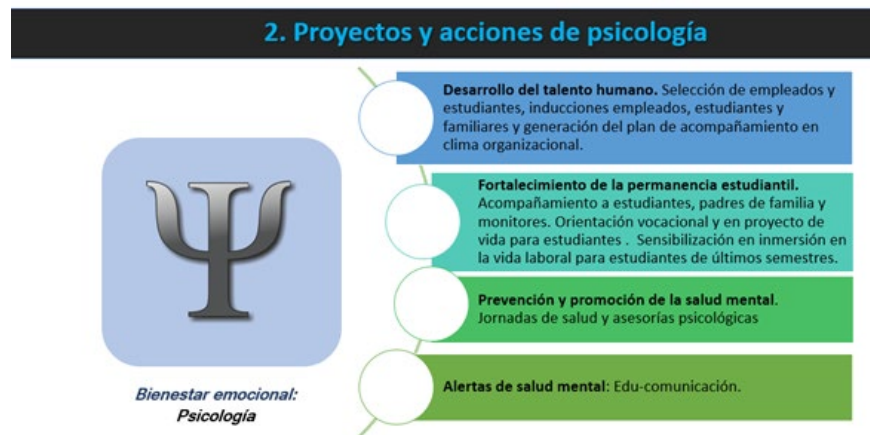 2. Proyectos y acciones de psicología
Desarrollo del talento humano. Selección de empleados y
estudiantes, inducciones empleados, estudiantes y
familiares y generación del plan de acompañamiento en
clima organizacional.
Fortalecimiento de la permanencia estudiantil.
Acompañamiento a estudiantes, padres de familia y
monitores. Orientación vocacional y en proyecto de
vida para estudiantes . Sensibilización en inmersión en
la vida laboral para estudiantes de últimos semestres.
Prevención y promoción de la salud mental.
Jornadas de salud y asesorías psicológicas
Alertas de salud mental: Edu-comunicación.
Bienestar emocional:
Psicología